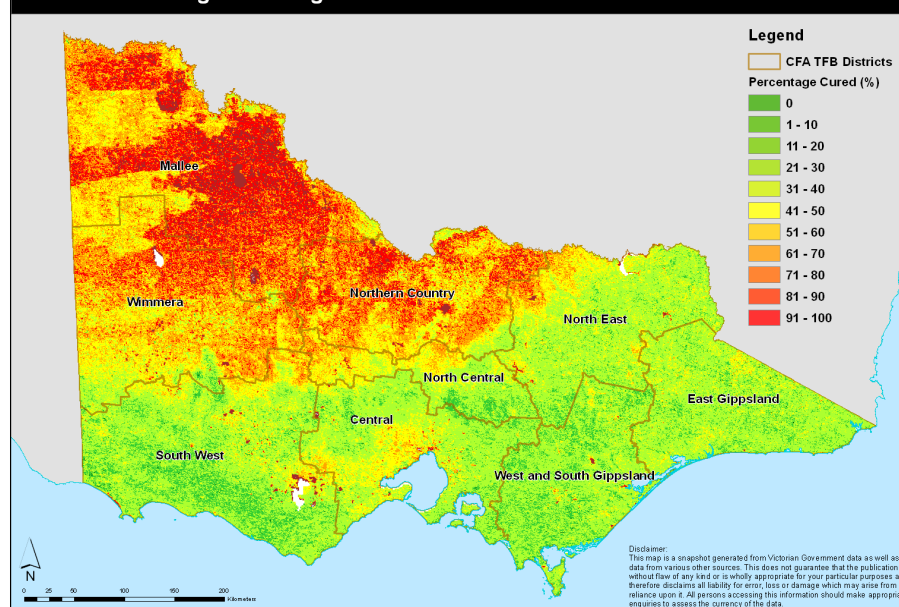 Legend
CFA TFB Districts
Percentage Cured (%)
0
1 - 10
11 - 20
21 - 30
31 - 40
41 - 50
51 - 60
61 - 70
71 - 80
81 - 90
91 - 100
Mallee
Wimmera
Northern Country
North East
North Central
East Gippsland
Central
South West
West and South Gippsland
N
0 25 50 100 150 200
Kilometers
Disclaimer:
This map is a snapshot generated from Victorian Government data as well as
data from various other sources. This does not guarantee that the publication
without flaw of any kind or is wholly appropriate for your particular purposes a
therefore disclaims all liability for error, loss or damage which may arise from
reliance upon it. All persons accessing this information should make appropri
enquiries to assess the currency of the data.